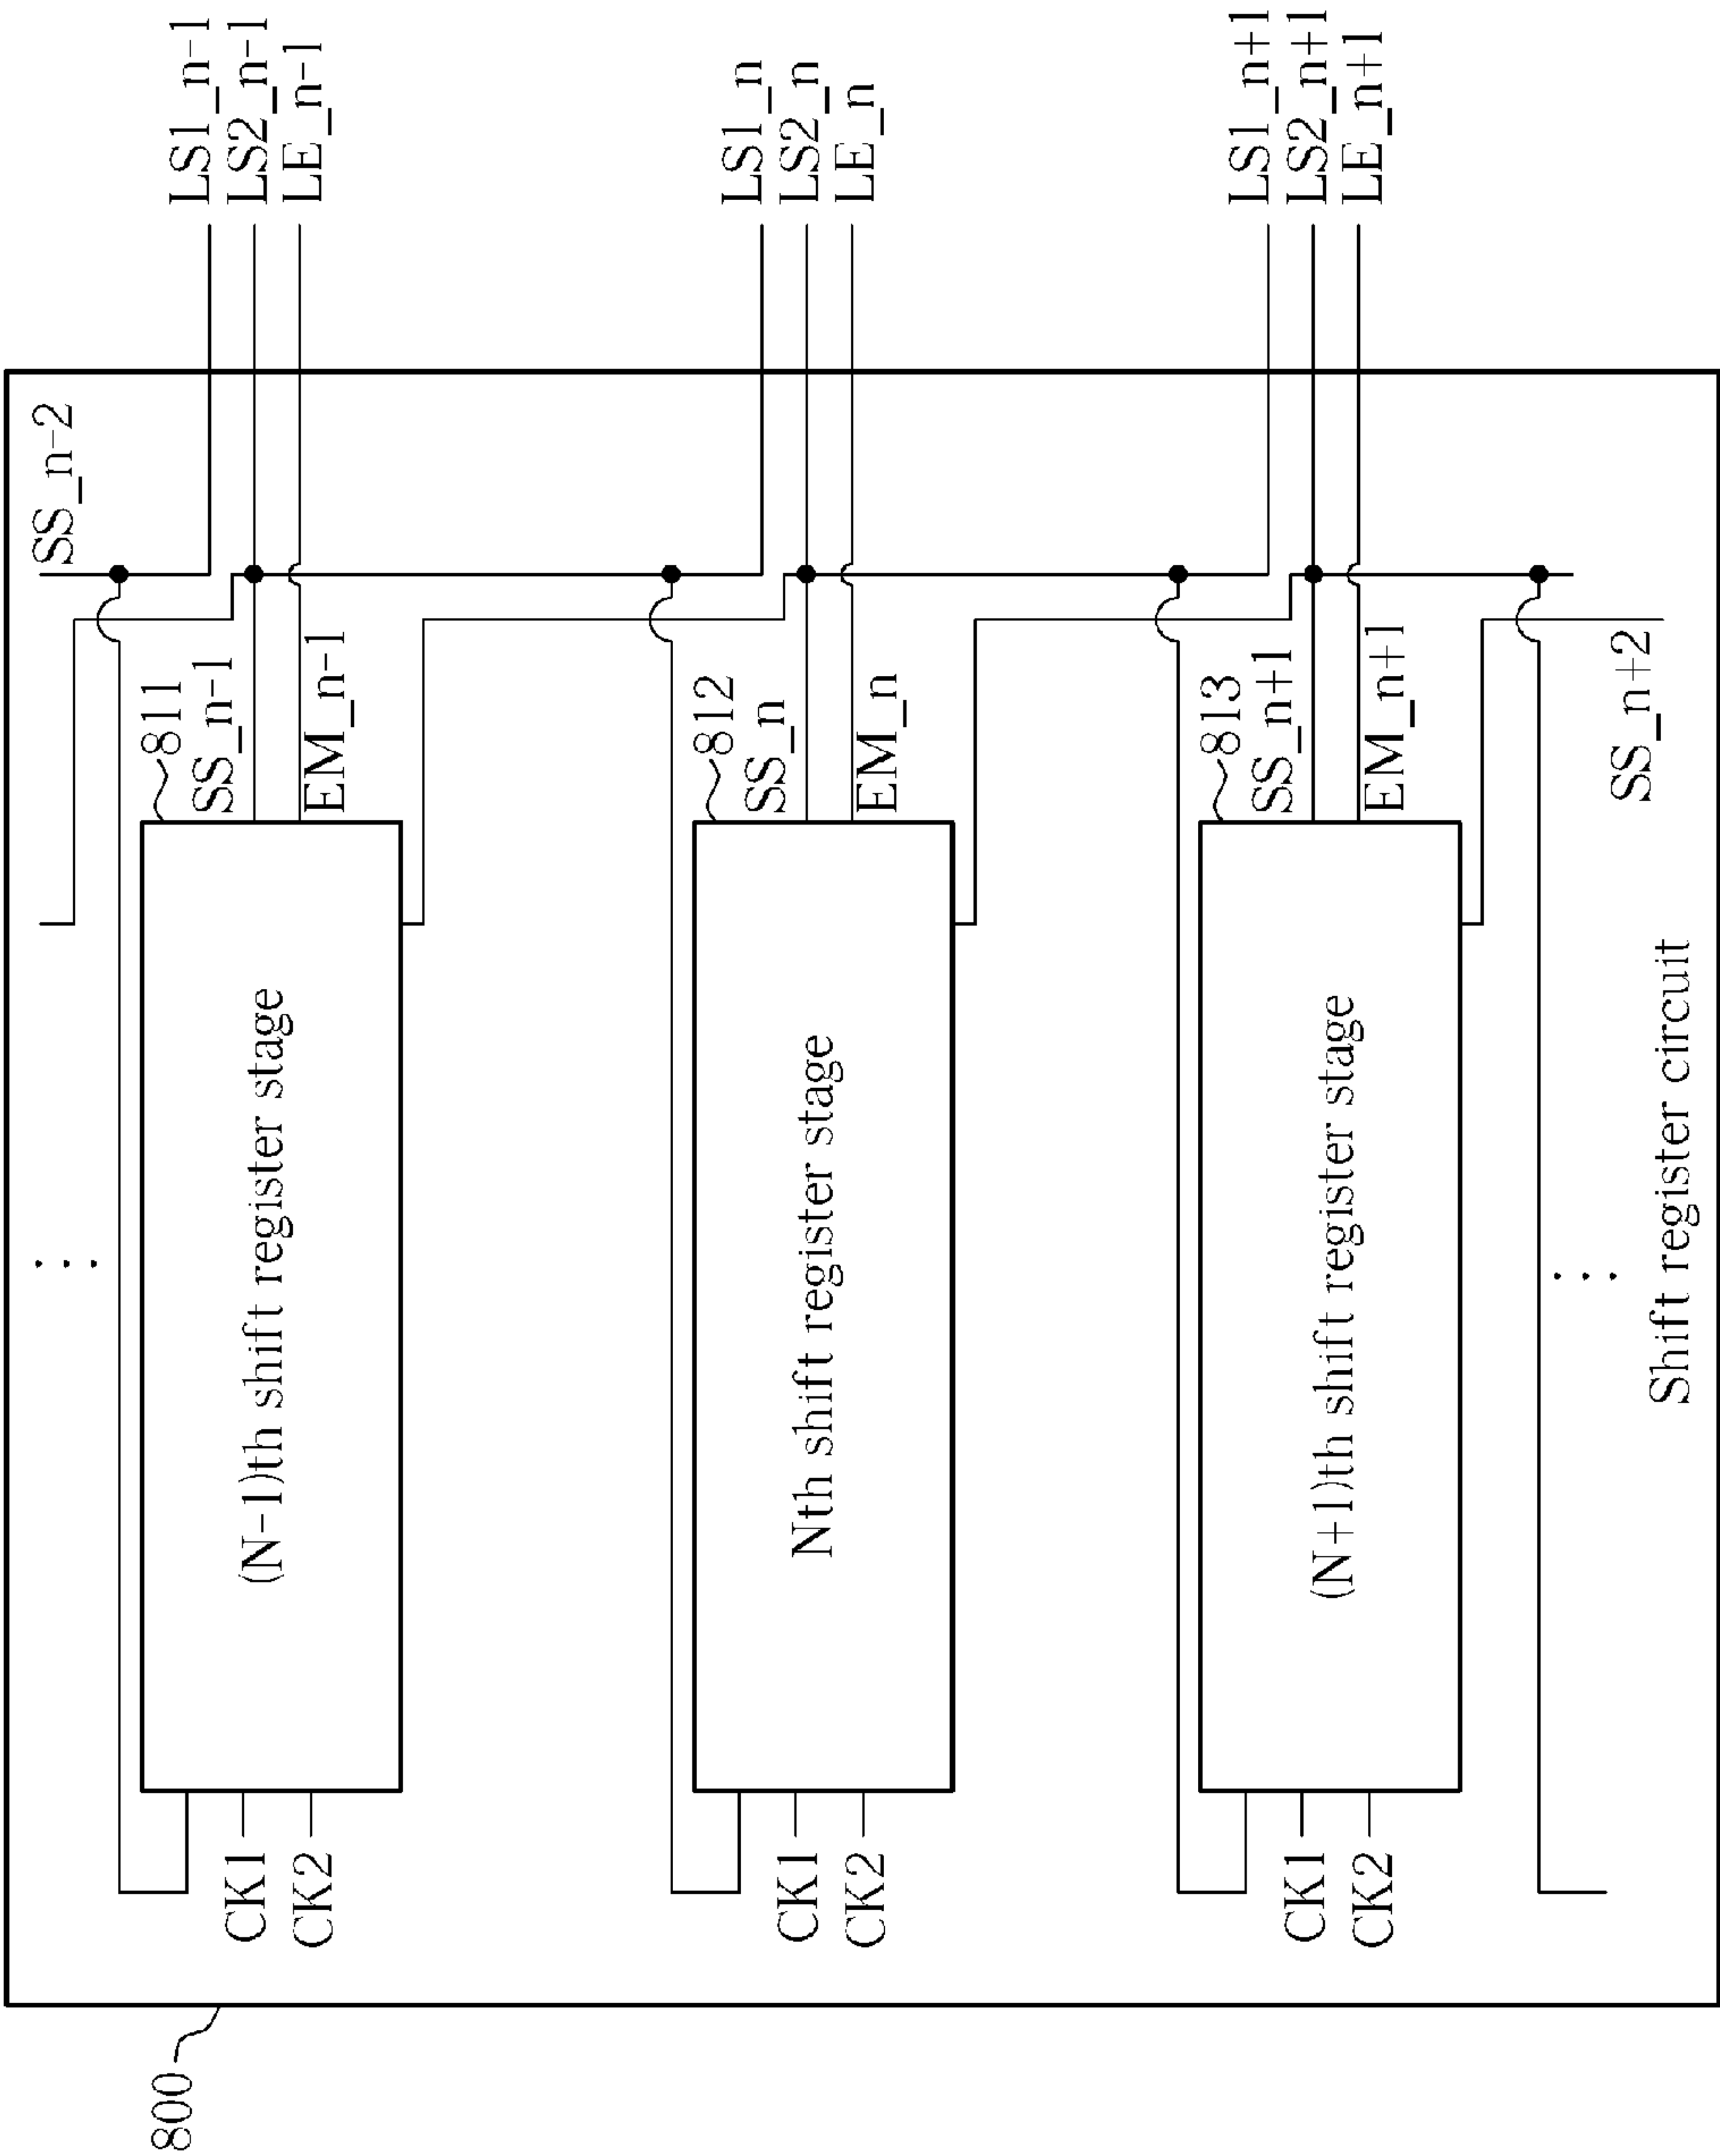 800
SS_n-2
811
SS_n-1
EM_n-1
(N-1)th shift register stage
CK1
CK2
LS1_n-1
LS2_n-1
LE_n-1
812
SS_n
EM_n
Nth shift register stage
CK1
CK2
LS1_n
LS2_n
LE_n
813
SS_n+1
EM_n+1
(N+1)th shift register stage
CK1
CK2
LS1_n+1
LS2_n+1
LE_n+1
SS_n+2
Shift register circuit